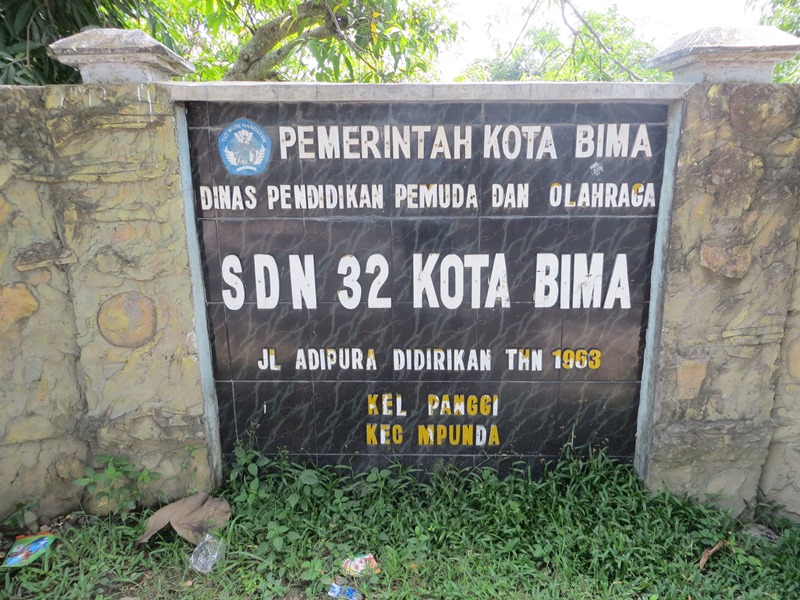 PEMERINTAH KOTA BIMA
DINAS PENDIDIKAN PEMUDA DAN OLAHRAGA
SDN 32 KOTA BIMA
JL ADIPURA DIDIRIKAN THN 1963
KEL PANGGI
KEC MPUNDA